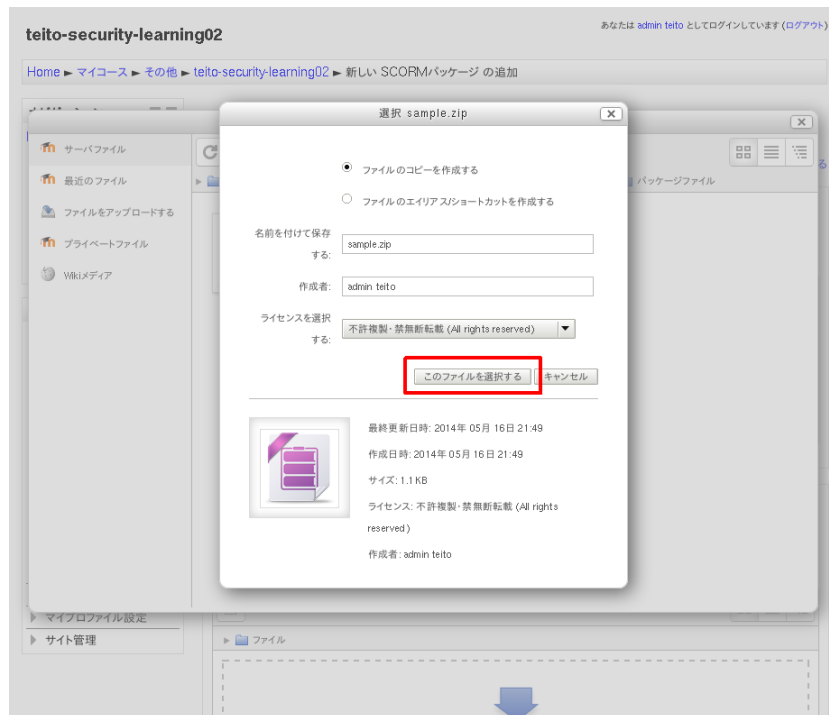 teito-security-learning02
あなたは admin teito としてログインしています (ログアウト)
Home ► マイコース ► その他 ► teito-security-learning02 ► 新しい SCORMパッケージ の追加
選択 sample.zip
サーバファイル
最近のファイル
ファイルをアップロードする
プライベートファイル
Wikiメディア
パッケージファイル
る
ファイルのコピーを作成する
ファイルのエイリアス/ショートカットを作成する
名前を付けて保存
する:
sample.zip
作成者:
admin teito
ライセンスを選択
する:
不許複製・禁無断転載 (All rights reserved)
このファイルを選択する
キャンセル
最終更新日時: 2014年 05月 16日 21:49
作成日時: 2014年 05月 16日 21:49
サイズ: 1.1 KB
ライセンス: 不許複製・禁無断転載 (All rights
reserved)
作成者: admin teito
マイプロファイル設定
サイト管理
ファイル